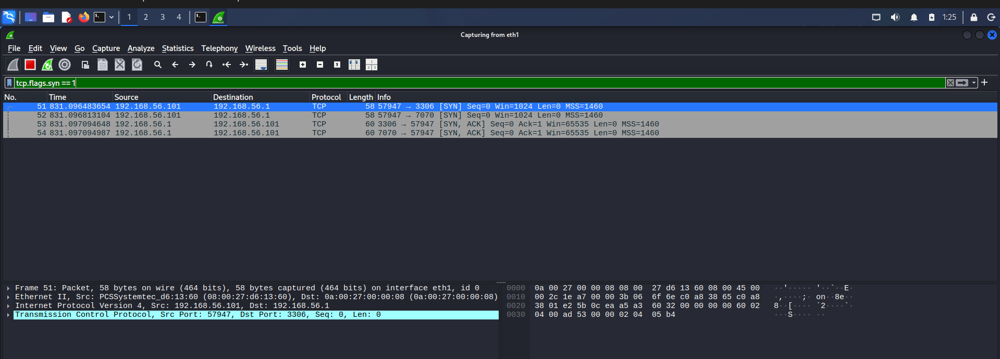 1 2 3 4 1:25
Capturing from eth1
File Edit View Go Capture Analyze Statistics Telephony Wireless Tools Help
tcp.flags.syn == 1
No. Time Source Destination Protocol Length Info
51 831.096483654 192.168.56.101 192.168.56.1 TCP 58 57947 → 3306 [SYN] Seq=0 Win=1024 Len=0 MSS=1460
52 831.096813104 192.168.56.101 192.168.56.1 TCP 58 57947 → 7070 [SYN] Seq=0 Win=1024 Len=0 MSS=1460
53 831.097094648 192.168.56.1 192.168.56.101 TCP 60 3306 → 57947 [SYN, ACK] Seq=0 Ack=1 Win=65535 Len=0 MSS=1460
54 831.097094987 192.168.56.1 192.168.56.101 TCP 60 7070 → 57947 [SYN, ACK] Seq=0 Ack=1 Win=65535 Len=0 MSS=1460
Frame 51: Packet, 58 bytes on wire (464 bits), 58 bytes captured (464 bits) on interface eth1, id 0
Ethernet II, Src: PCSSystemtec_d6:13:60 (08:00:27:d6:13:60), Dst: 0a:00:27:00:00:08 (0a:00:27:00:00:08)
Internet Protocol Version 4, Src: 192.168.56.101, Dst: 192.168.56.1
Transmission Control Protocol, Src Port: 57947, Dst Port: 3306, Seq: 0, Len: 0
0000 0a 00 27 00 00 08 08 00 27 d6 13 60 08 00 45 00 ··'····· '··`··E·
0010 00 2c 1e a7 00 00 3b 06 6f 6e c0 a8 38 65 c0 a8 ·,····;· on··8e··
0020 38 01 e2 5b 0c ea a5 a3 60 32 00 00 00 00 60 02 8··[···· `2····`·
0030 04 00 ad 53 00 00 02 04 05 b4 ···S···· ··